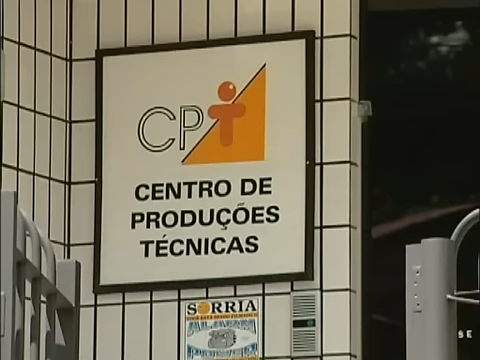 CPT
CENTRO DE
PRODUÇÕES
TÉCNICAS
SORRIA